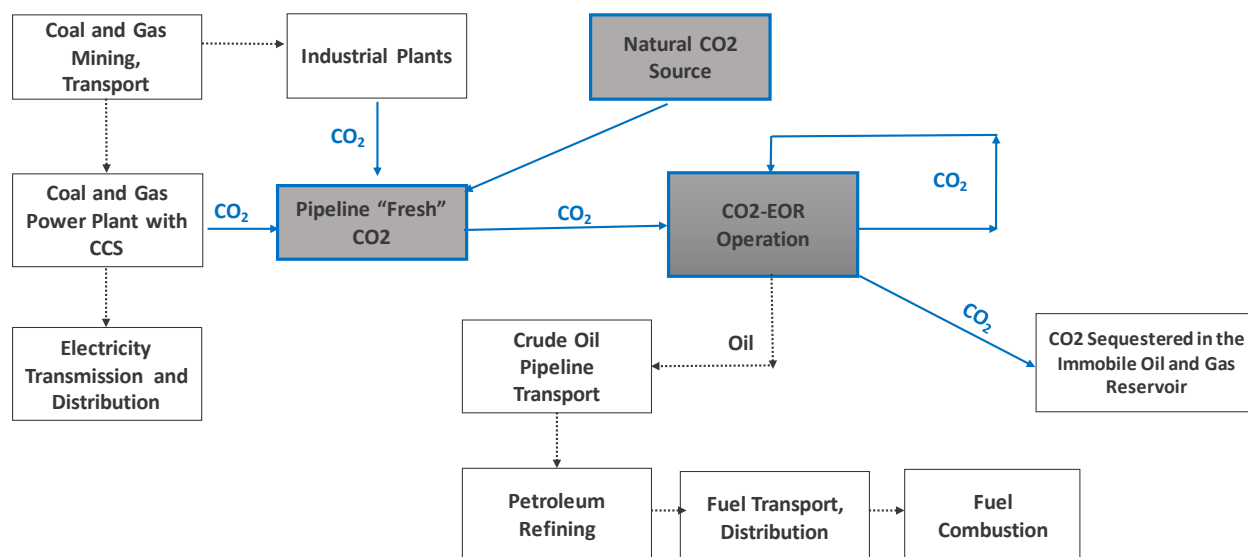 Coal and Gas
Mining,
Transport
Industrial Plants
Natural CO2
Source
CO₂
CO₂
Coal and Gas
Power Plant with
CCS
CO₂
Pipeline “Fresh”
CO2
CO₂
CO2-EOR
Operation
CO₂
Electricity
Transmission and
Distribution
Crude Oil
Pipeline
Transport
Oil
CO2 Sequestered in the
Immobile Oil and Gas
Reservoir
Petroleum
Refining
Fuel Transport,
Distribution
Fuel
Combustion